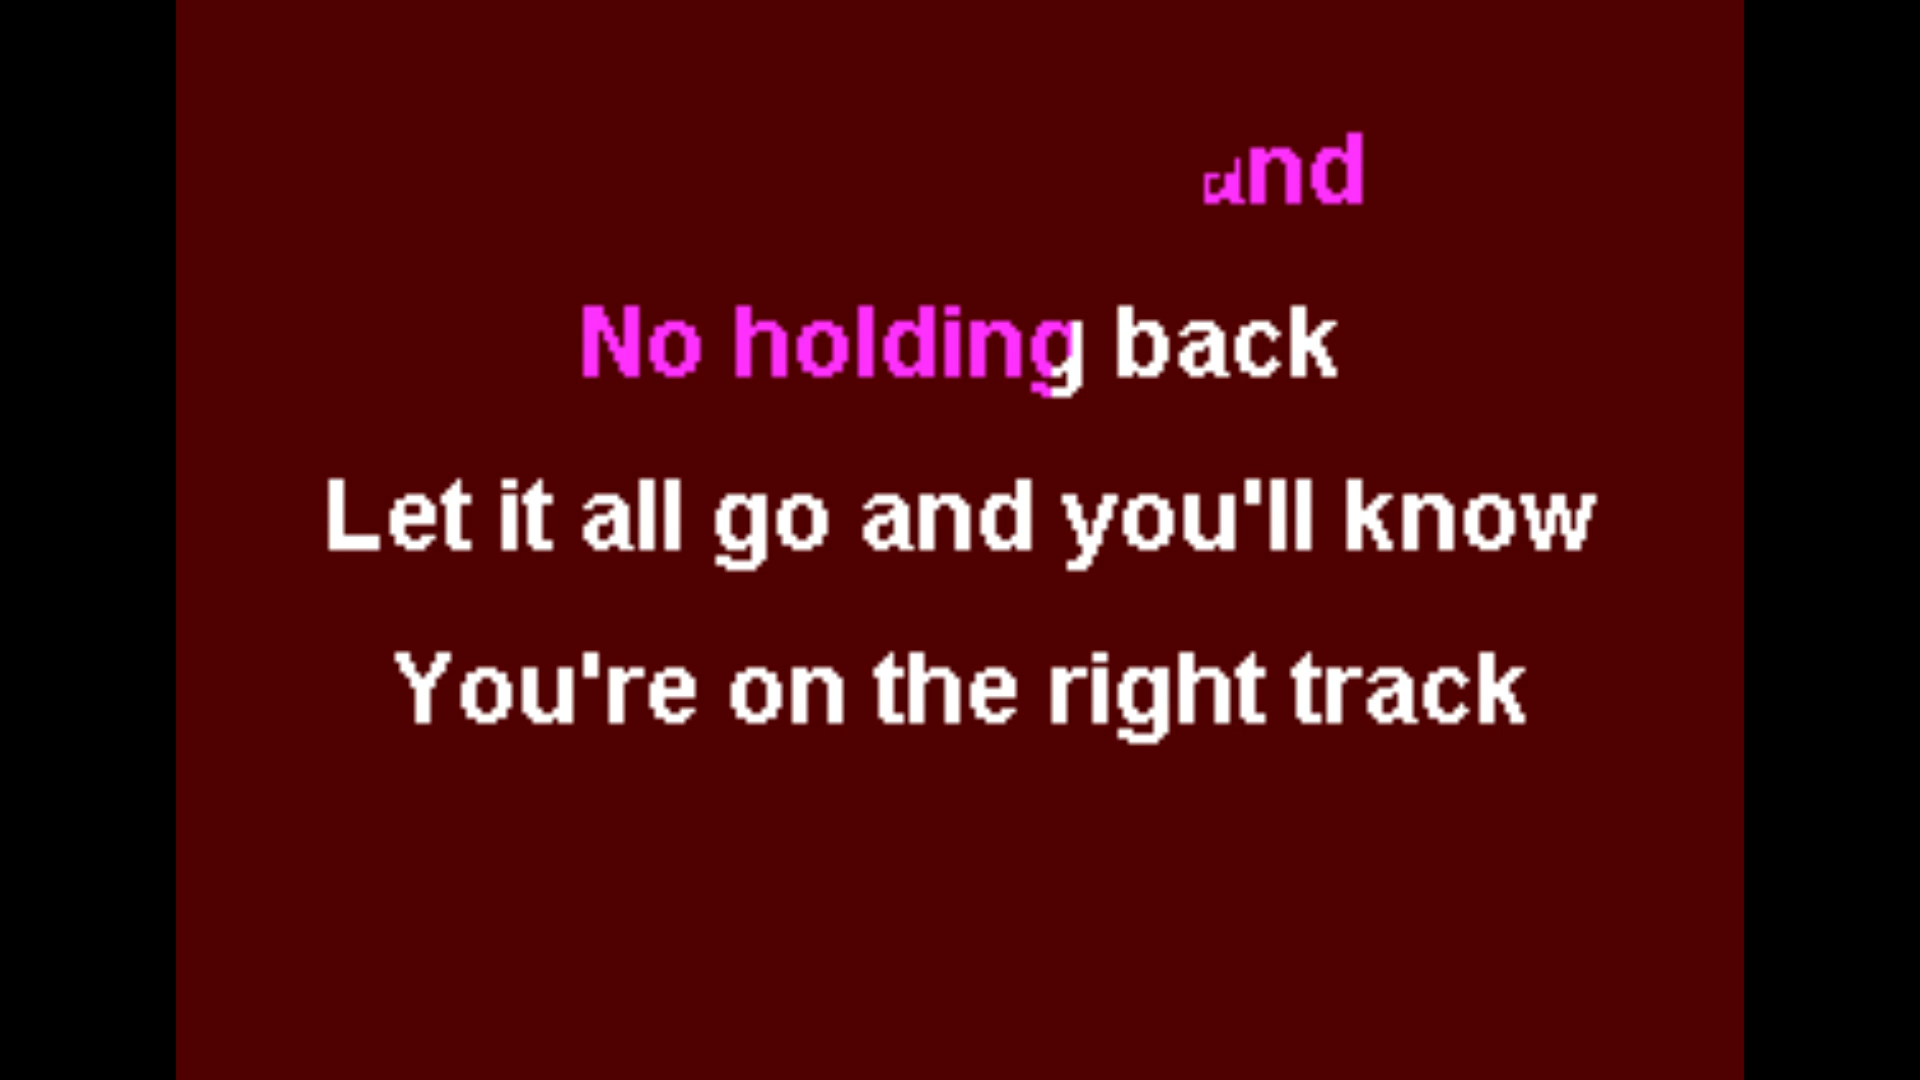 and
No holding back
Let it all go and you'll know
You're on the right track